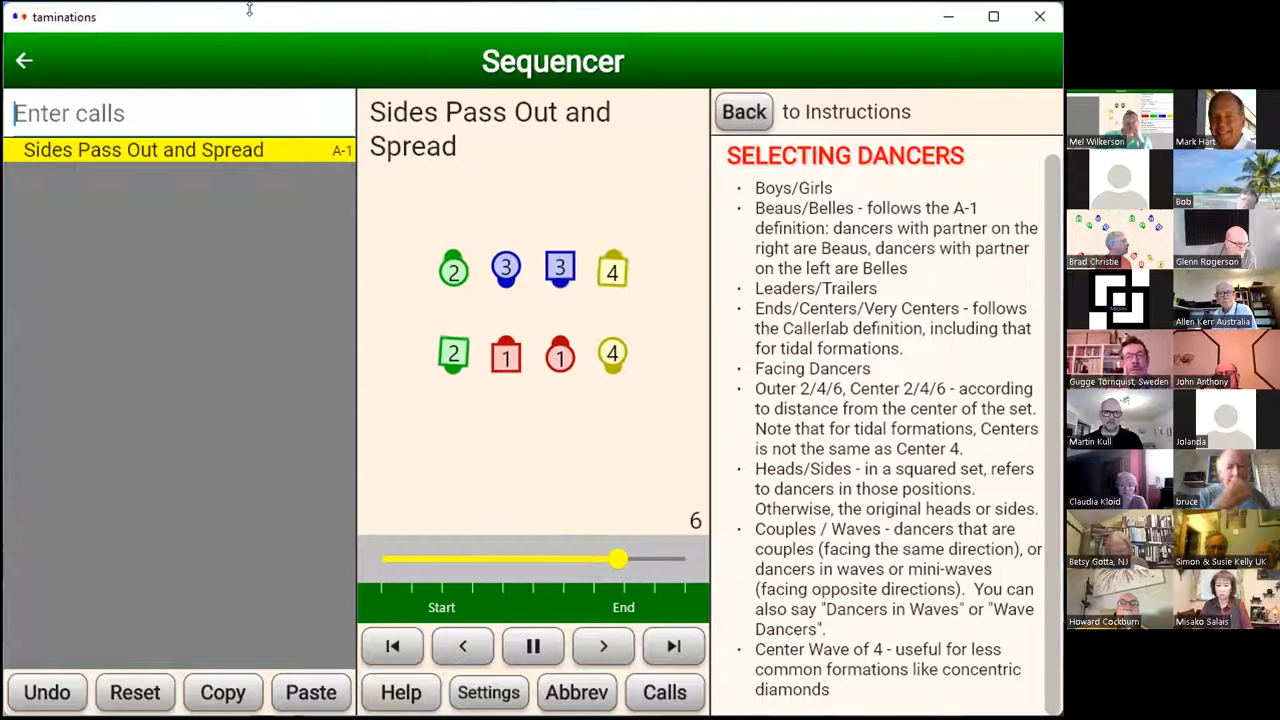 taminations
Sequencer
Enter calls
Sides Pass Out and Spread
A-1
Sides Pass Out and
Spread
2
3
3
4
2
1
1
4
6
Start
End
Undo
Reset
Copy
Paste
Help
Settings
Abbrev
Calls
Back
to Instructions
SELECTING DANCERS
• Boys/Girls
• Beaus/Belles - follows the A-1
definition: dancers with partner on the
right are Beaus, dancers with partner
on the left are Belles
• Leaders/Trailers
• Ends/Centers/Very Centers - follows
the Callerlab definition, including that
for tidal formations.
• Facing Dancers
• Outer 2/4/6, Center 2/4/6 - according
to distance from the center of the set.
Note that for tidal formations, Centers
is not the same as Center 4.
• Heads/Sides - in a squared set, refers
to dancers in those positions.
Otherwise, the original heads or sides.
• Couples / Waves - dancers that are
couples (facing the same direction), or
dancers in waves or mini-waves
(facing opposite directions). You can
also say "Dancers in Waves" or "Wave
Dancers".
• Center Wave of 4 - useful for less
common formations like concentric
diamonds
Mel Wilkerson
Mark Hart
Bob
Brad Christie
Glenn Rogerson
Allen Kerr Australia
Gugge Törnquist, Sweden
John Anthony
Martin Kull
Jolanda
Claudia Kloid
bruce
Betsy Gotta, NJ
Simon & Susie Kelly UK
Howard Cockburn
Misako Salais